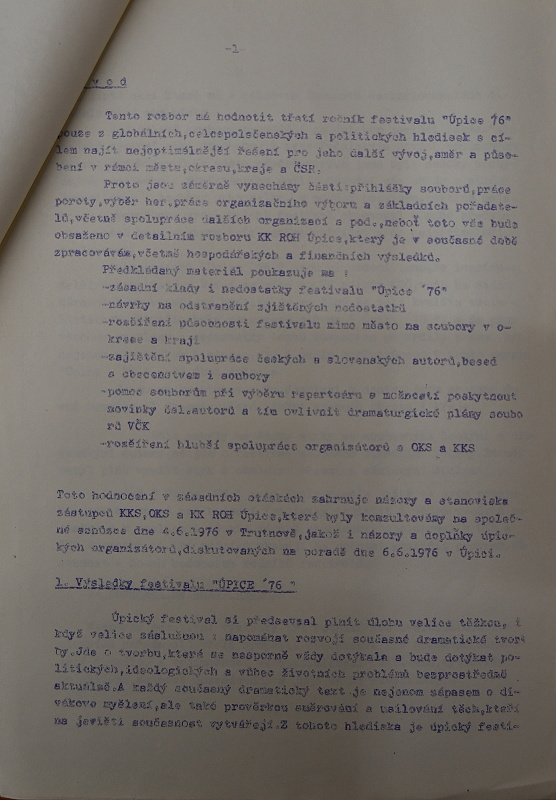 -1-
v o d
Tento rozbor má hodnotit třetí ročník festivalu "Úpice ´76"
pouze z globálních,celospolečenských a politických hledisek s cí-
lem najít nejoptimálnější řešení pro jeho další vývoj,směr a půso-
bení v rámci města,okresu,kraje a ČSR.
Proto jsou záměrně vynechány části:přihlášky souborů,práce
poroty,výběr her,práce organizačního výboru a základních pořadate-
lů,včetně spolupráce dalších organizací a pod.,neboť toto vše bude
obsaženo v detailním rozboru KK ROH Úpice,který je v současné době
zpracováván,včetně hospodářských a finančních výsledků.
Předkládaný materiál poukazuje na :
-zásadní klady i nedostatky festivalu "Úpice ´76"
-návrhy na odstranění zjištěných nedostatků
-rozšíření působnosti festivalu mimo město na soubory v o-
krese a kraji
-zajištění spolupráce českých a slovenských autorů,besed
s obecenstvem i soubory
-pomoc souborům při výběru repertoáru s možností poskytnout
novinky čsl.autorů a tím ovlivnit dramaturgické plány soubo
rů VČK
-rozšíření hlubší spolupráce organizátorů s OKS a KKS
Toto hodnocení v zásadních otázkách zahrnuje názory a stanoviska
zástupců KKS,OKS a KK ROH Úpice,které byly konzultovány na společ-
né schůzce dne 4.6.1976 v Trutnově,jakož i názory a doplňky úpic-
kých organizátorů,diskutovaných na poradě dne 6.6.1976 v Úpici.
1. Výsledky festivalu "ÚPICE ´76 "
Úpický festival si předsevzal plnit úlohu velice těžkou, i
když velice záslužnou : napomáhat rozvoji současné dramatické tvor
by.Jde o tvorbu,která se nesporně vždy dotýkala a bude dotýkat po-
litických,ideologických a vůbec životních problémů bezprostředně
aktuálně.A každý současný dramatický text je nejenom zápasem o di-
vákovo myšlení,ale také prověrkou směrování a usilování těch,kteří
na jevišti současnost vytvářejí.Z tohoto hlediska je úpický festi-